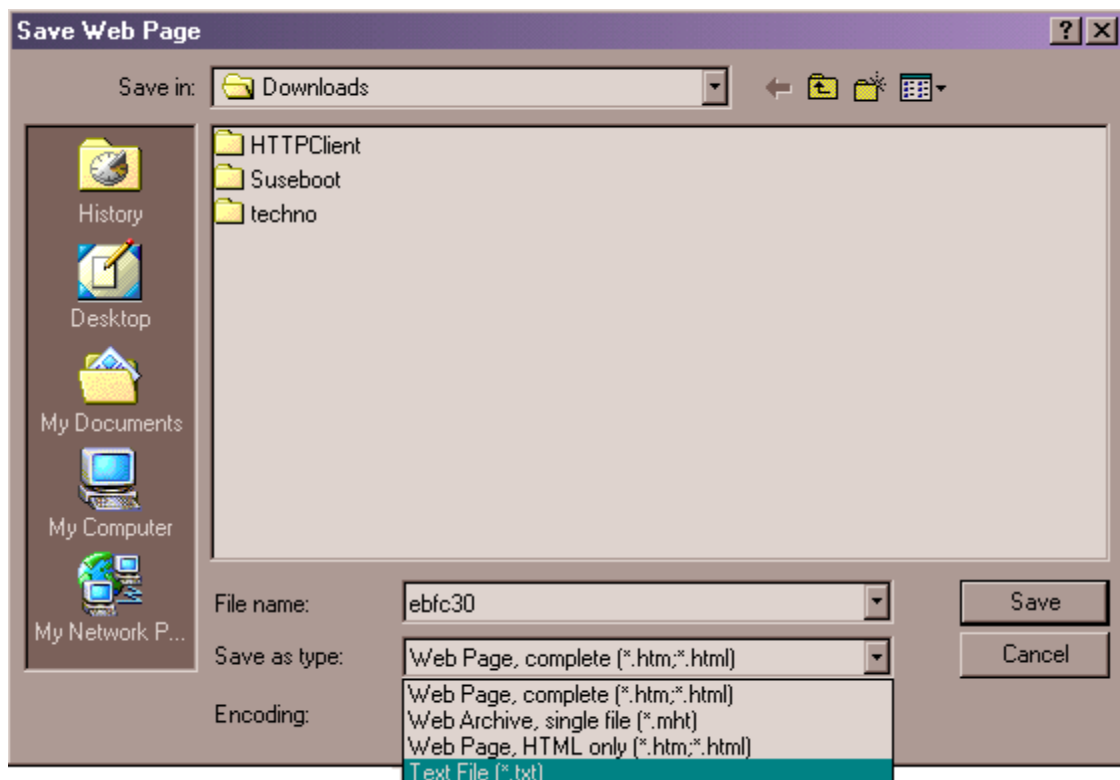 Save Web Page
Save in:
Downloads
HTTPClient
Suseboot
techno
History
Desktop
My Documents
My Computer
My Network P...
File name:
ebfc30
Save
Save as type:
Web Page, complete (*.htm;*.html)
Cancel
Encoding:
Web Page, complete (*.htm;*.html)
Web Archive, single file (*.mht)
Web Page, HTML only (*.htm;*.html)
Text File (*.txt)